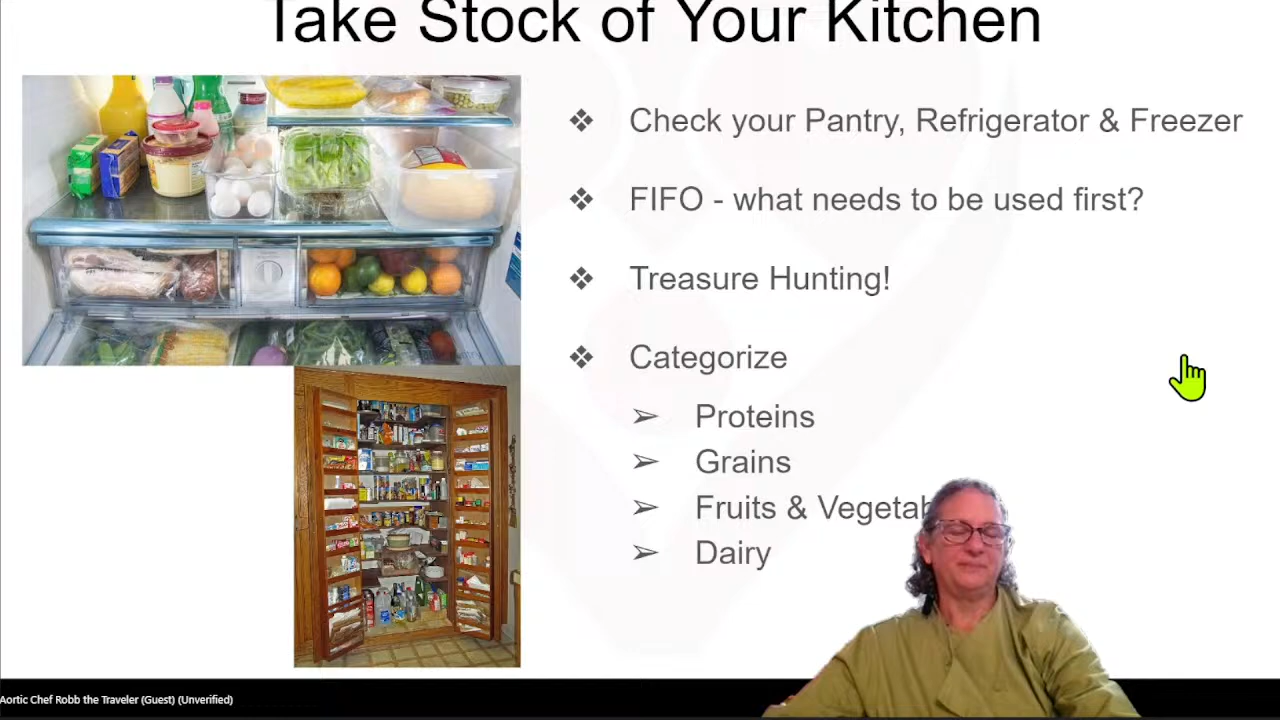 Take Stock of Your Kitchen
❖ Check your Pantry, Refrigerator & Freezer
❖ FIFO - what needs to be used first?
❖ Treasure Hunting!
❖ Categorize
➢ Proteins
➢ Grains
➢ Fruits & Vegetab
➢ Dairy
Aortic Chef Robb the Traveler (Guest) (Unverified)